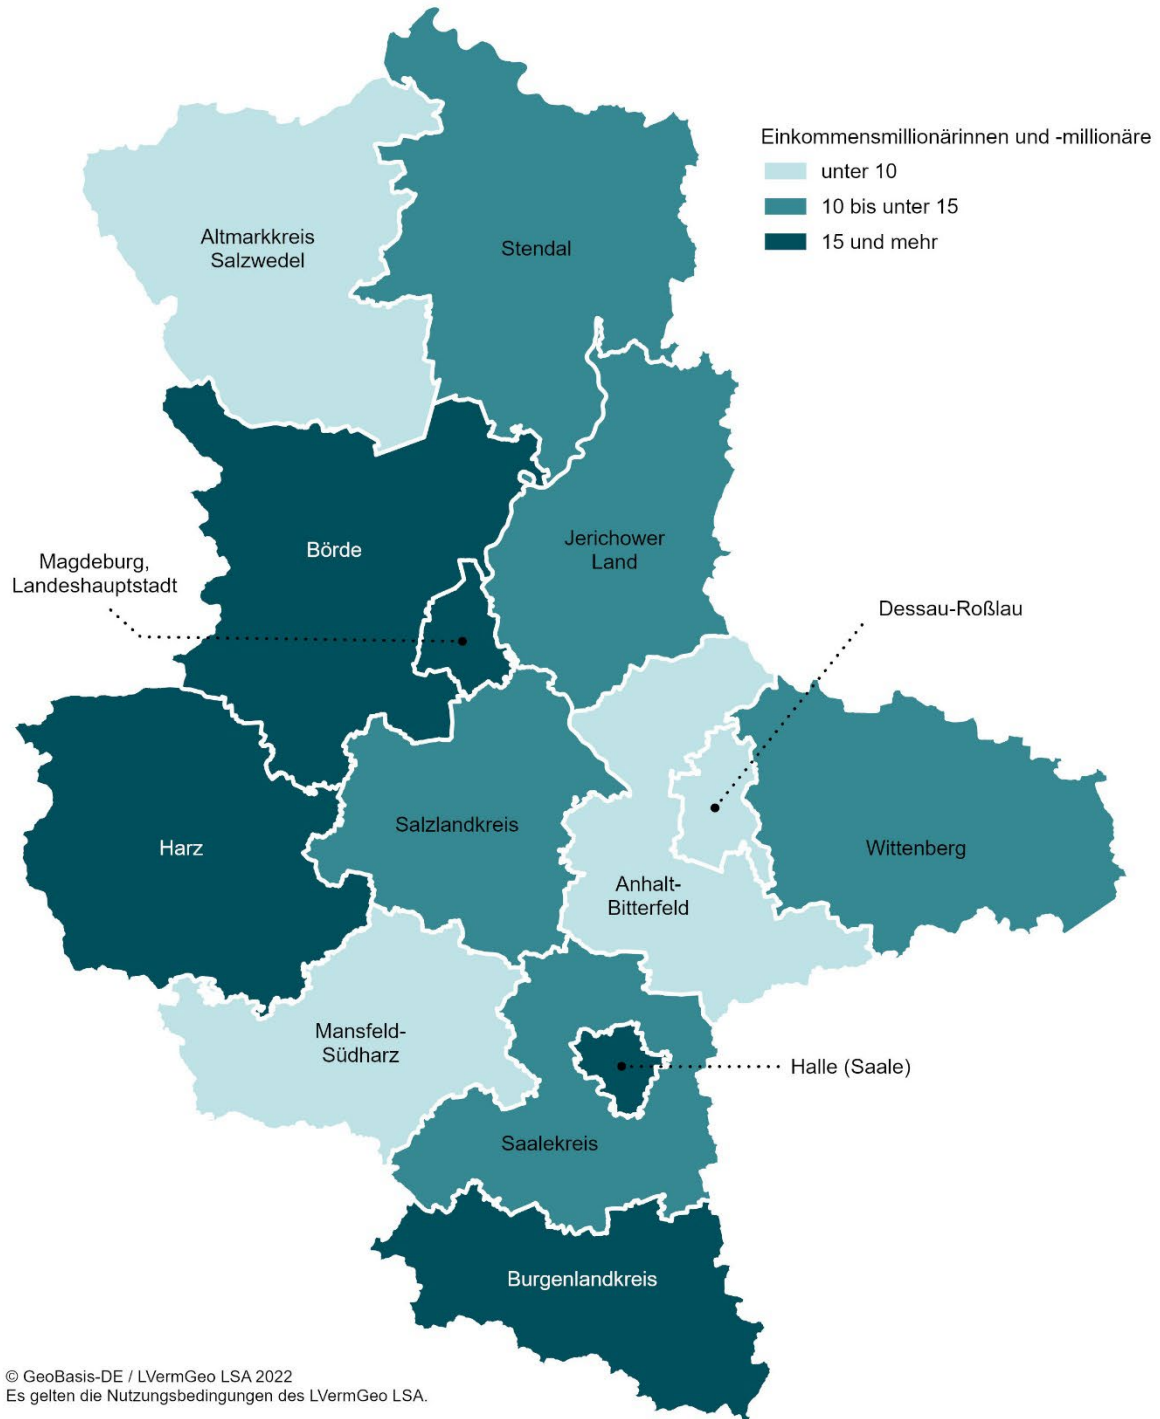 Einkommensmillionärinnen und -millionäre
unter 10
10 bis unter 15
15 und mehr
Altmarkkreis
Salzwedel
Stendal
Börde
Jerichower
Land
Magdeburg,
Landeshauptstadt
Dessau-Roßlau
Salzlandkreis
Harz
Wittenberg
Anhalt-
Bitterfeld
Mansfeld-
Südharz
Halle (Saale)
Saalekreis
Burgenlandkreis
© GeoBasis-DE / LVermGeo LSA 2022
Es gelten die Nutzungsbedingungen des LVermGeo LSA.